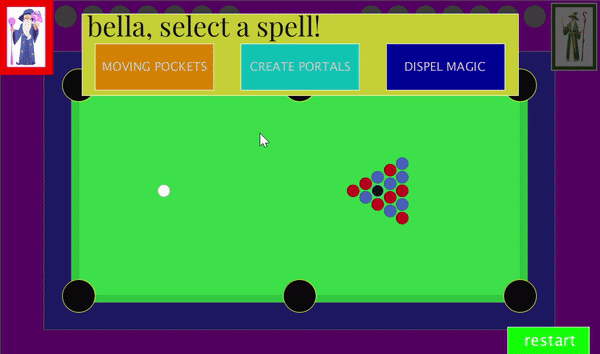 bella, select a spell!
MOVING POCKETS
CREATE PORTALS
DISPEL MAGIC
restart